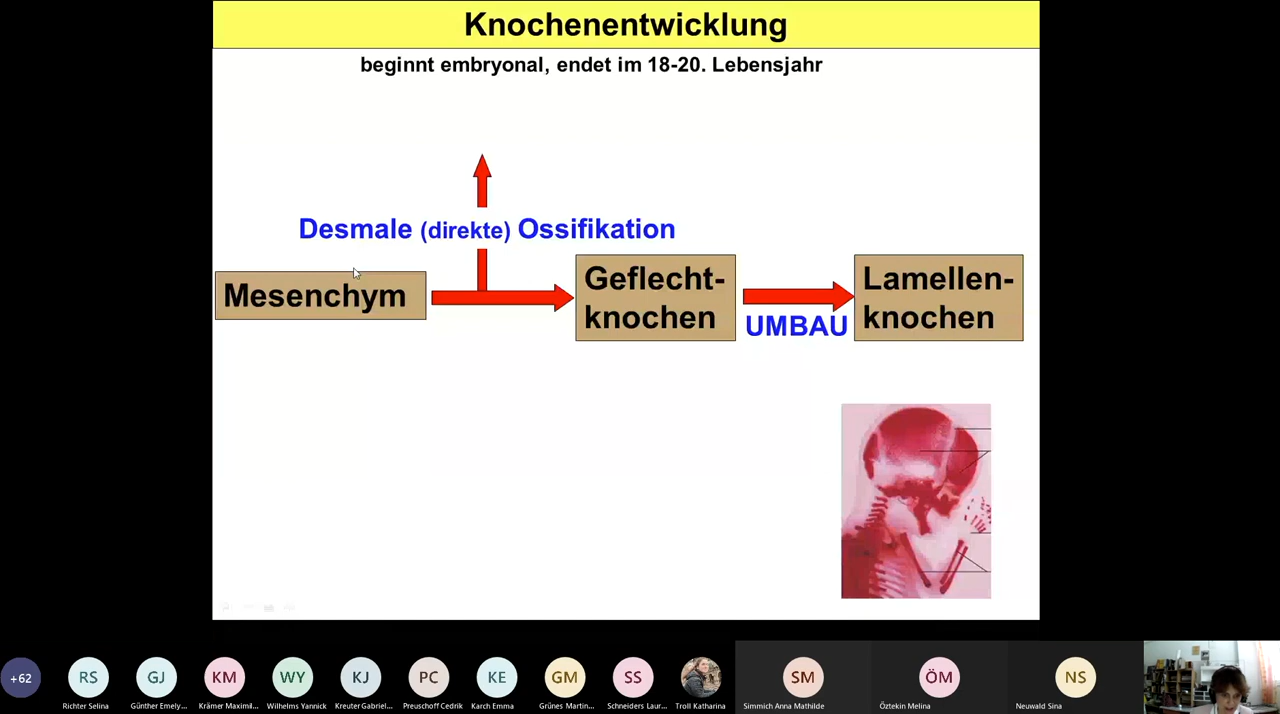 Knochenentwicklung
beginnt embryonal, endet im 18-20. Lebensjahr
Desmale (direkte) Ossifikation
Mesenchym
Geflecht-
knochen
UMBAU
Lamellen-
knochen
+62
RS
GJ
KM
WY
KJ
PC
KE
GM
SS
SM
ÖM
NS
Richter Selina
Günther Emely...
Krämer Maximil...
Wilhelms Yannick
Kreuter Gabriel...
Preuschoff Cedrik
Karch Emma
Grünes Martin...
Schneiders Laur...
Troll Katharina
Simmich Anna Mathilde
Öztekin Melina
Neuwald Sina